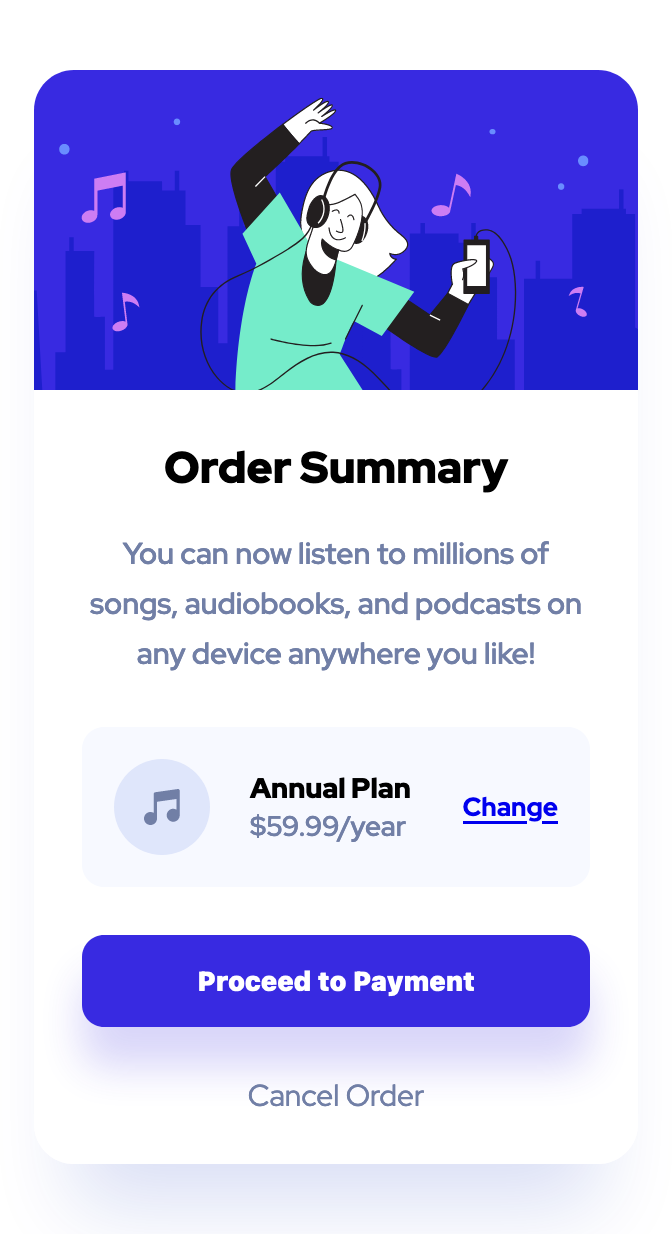 Order Summary
You can now listen to millions of
songs, audiobooks, and podcasts on
any device anywhere you like!
Annual Plan
$59.99/year
Change
Proceed to Payment
Cancel Order